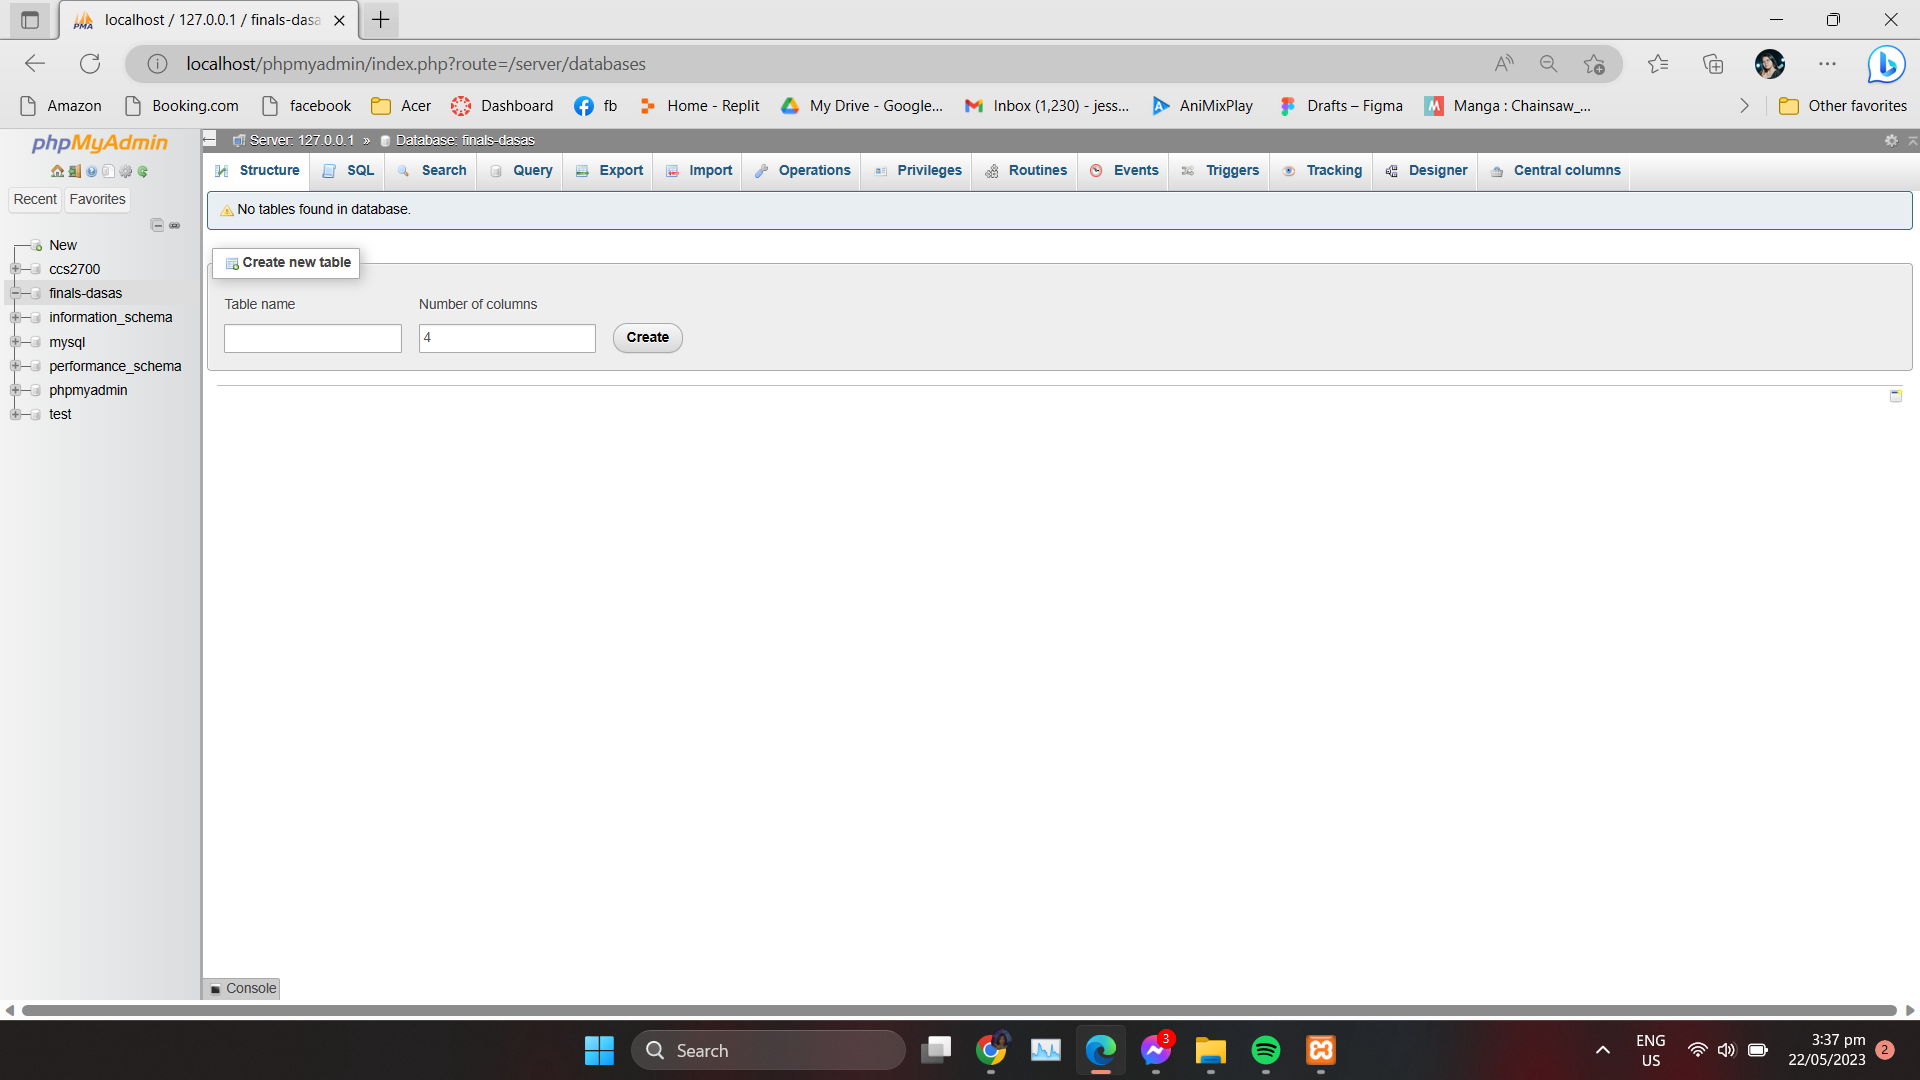 localhost / 127.0.0.1 / finals-dasa
localhost/phpmyadmin/index.php?route=/server/databases
Amazon Booking.com facebook Acer Dashboard fb Home - Replit My Drive - Google... Inbox (1,230) - jess... AniMixPlay Drafts – Figma Manga : Chainsaw_... Other favorites
phpMyAdmin
Server: 127.0.0.1 » Database: finals-dasas
Structure SQL Search Query Export Import Operations Privileges Routines Events Triggers Tracking Designer Central columns
Recent Favorites
No tables found in database.
New
ccs2700
finals-dasas
information_schema
mysql
performance_schema
phpmyadmin
test
Create new table
Table name Number of columns
4 Create
Console
Search
3
ENG
US
3:37 pm
22/05/2023
2